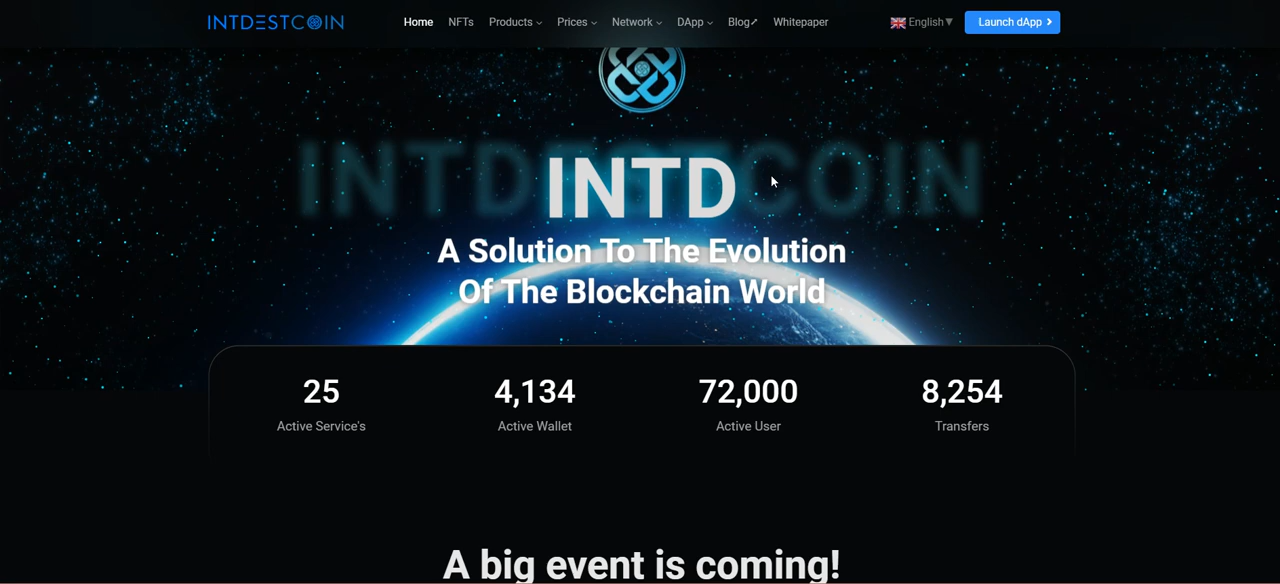 INTDESTCOIN
Home NFTs Products Prices Network DApp Blog Whitepaper English Launch dApp
INTDESTCOIN
INTD
A Solution To The Evolution
Of The Blockchain World
25 4,134 72,000 8,254
Active Service's Active Wallet Active User Transfers
A big event is coming!